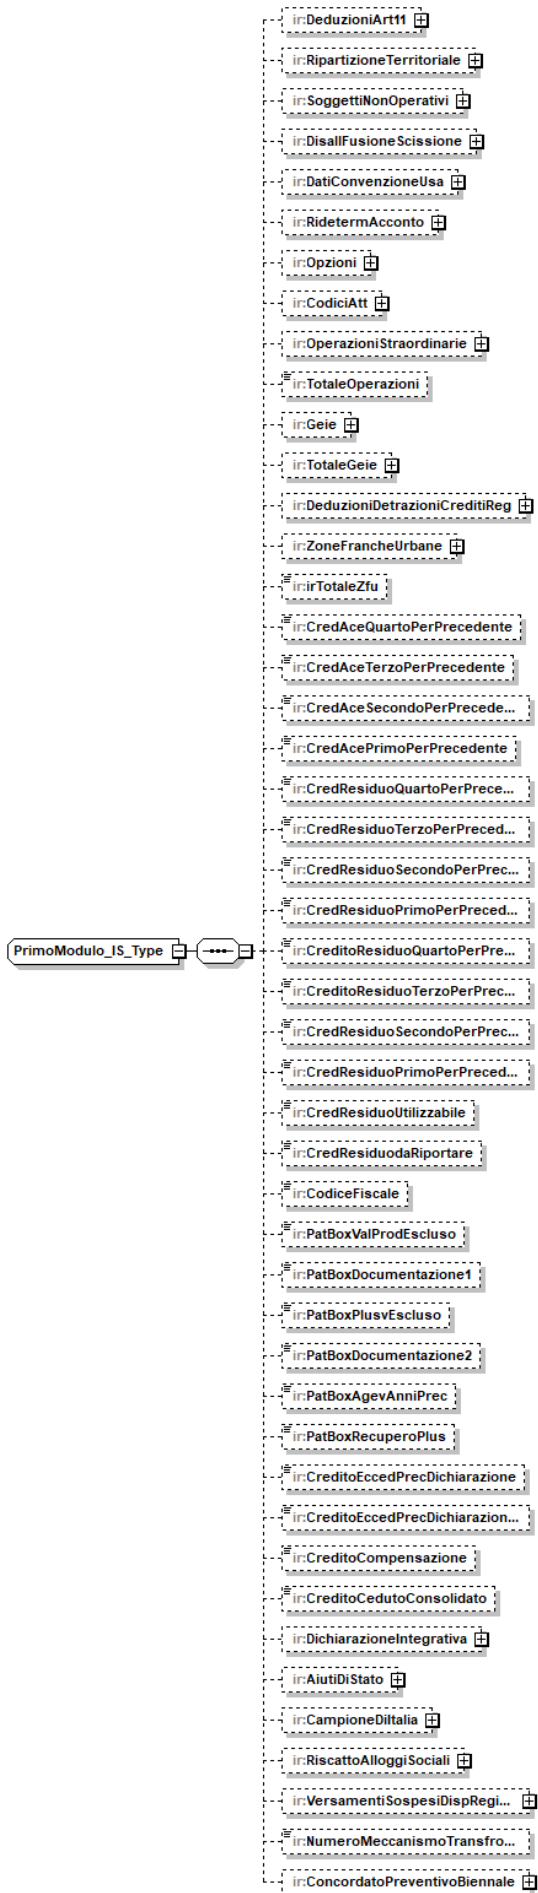 ir:DeduzioniArt11
ir:RipartizioneTerritoriale
ir:SoggettiNonOperativi
ir:DisallFusioneScissione
ir:DatiConvenzioneUsa
ir:RidetermAcconto
ir:Opzioni
ir:CodiciAtt
ir:OperazioniStraordinarie
ir:TotaleOperazioni
ir:Geie
ir:TotaleGeie
ir:DeduzioniDetrazioniCreditiReg
ir:ZoneFrancheUrbane
ir:irTotaleZfu
ir:CredAceQuartoPerPrecedente
ir:CredAceTerzoPerPrecedente
ir:CredAceSecondoPerPrecede...
ir:CredAcePrimoPerPrecedente
ir:CredResiduoQuartoPerPrece...
ir:CredResiduoTerzoPerPreced...
ir:CredResiduoSecondoPerPrec...
ir:CredResiduoPrimoPerPreced...
PrimoModulo_IS_Type
ir:CreditoResiduoQuartoPerPre...
ir:CreditoResiduoTerzoPerPrec...
ir:CredResiduoSecondoPerPrec...
ir:CredResiduoPrimoPerPreced...
ir:CredResiduoUtilizzabile
ir:CredResiduodaRiportare
ir:CodiceFiscale
ir:PatBoxValProdEscluso
ir:PatBoxDocumentazione1
ir:PatBoxPlusvEscluso
ir:PatBoxDocumentazione2
ir:PatBoxAgevAnniPrec
ir:PatBoxRecuperoPlus
ir:CreditoEccedPrecDichiarazione
ir:CreditoEccedPrecDichiarazion...
ir:CreditoCompensazione
ir:CreditoCedutoConsolidato
ir:DichiarazioneIntegrativa
ir:AiutiDiStato
ir:CampioneDiItalia
ir:RiscattoAlloggiSociali
ir:VersamentiSospesiDispRegi...
ir:NumeroMeccanismoTransfro...
ir:ConcordatoPreventivoBiennale